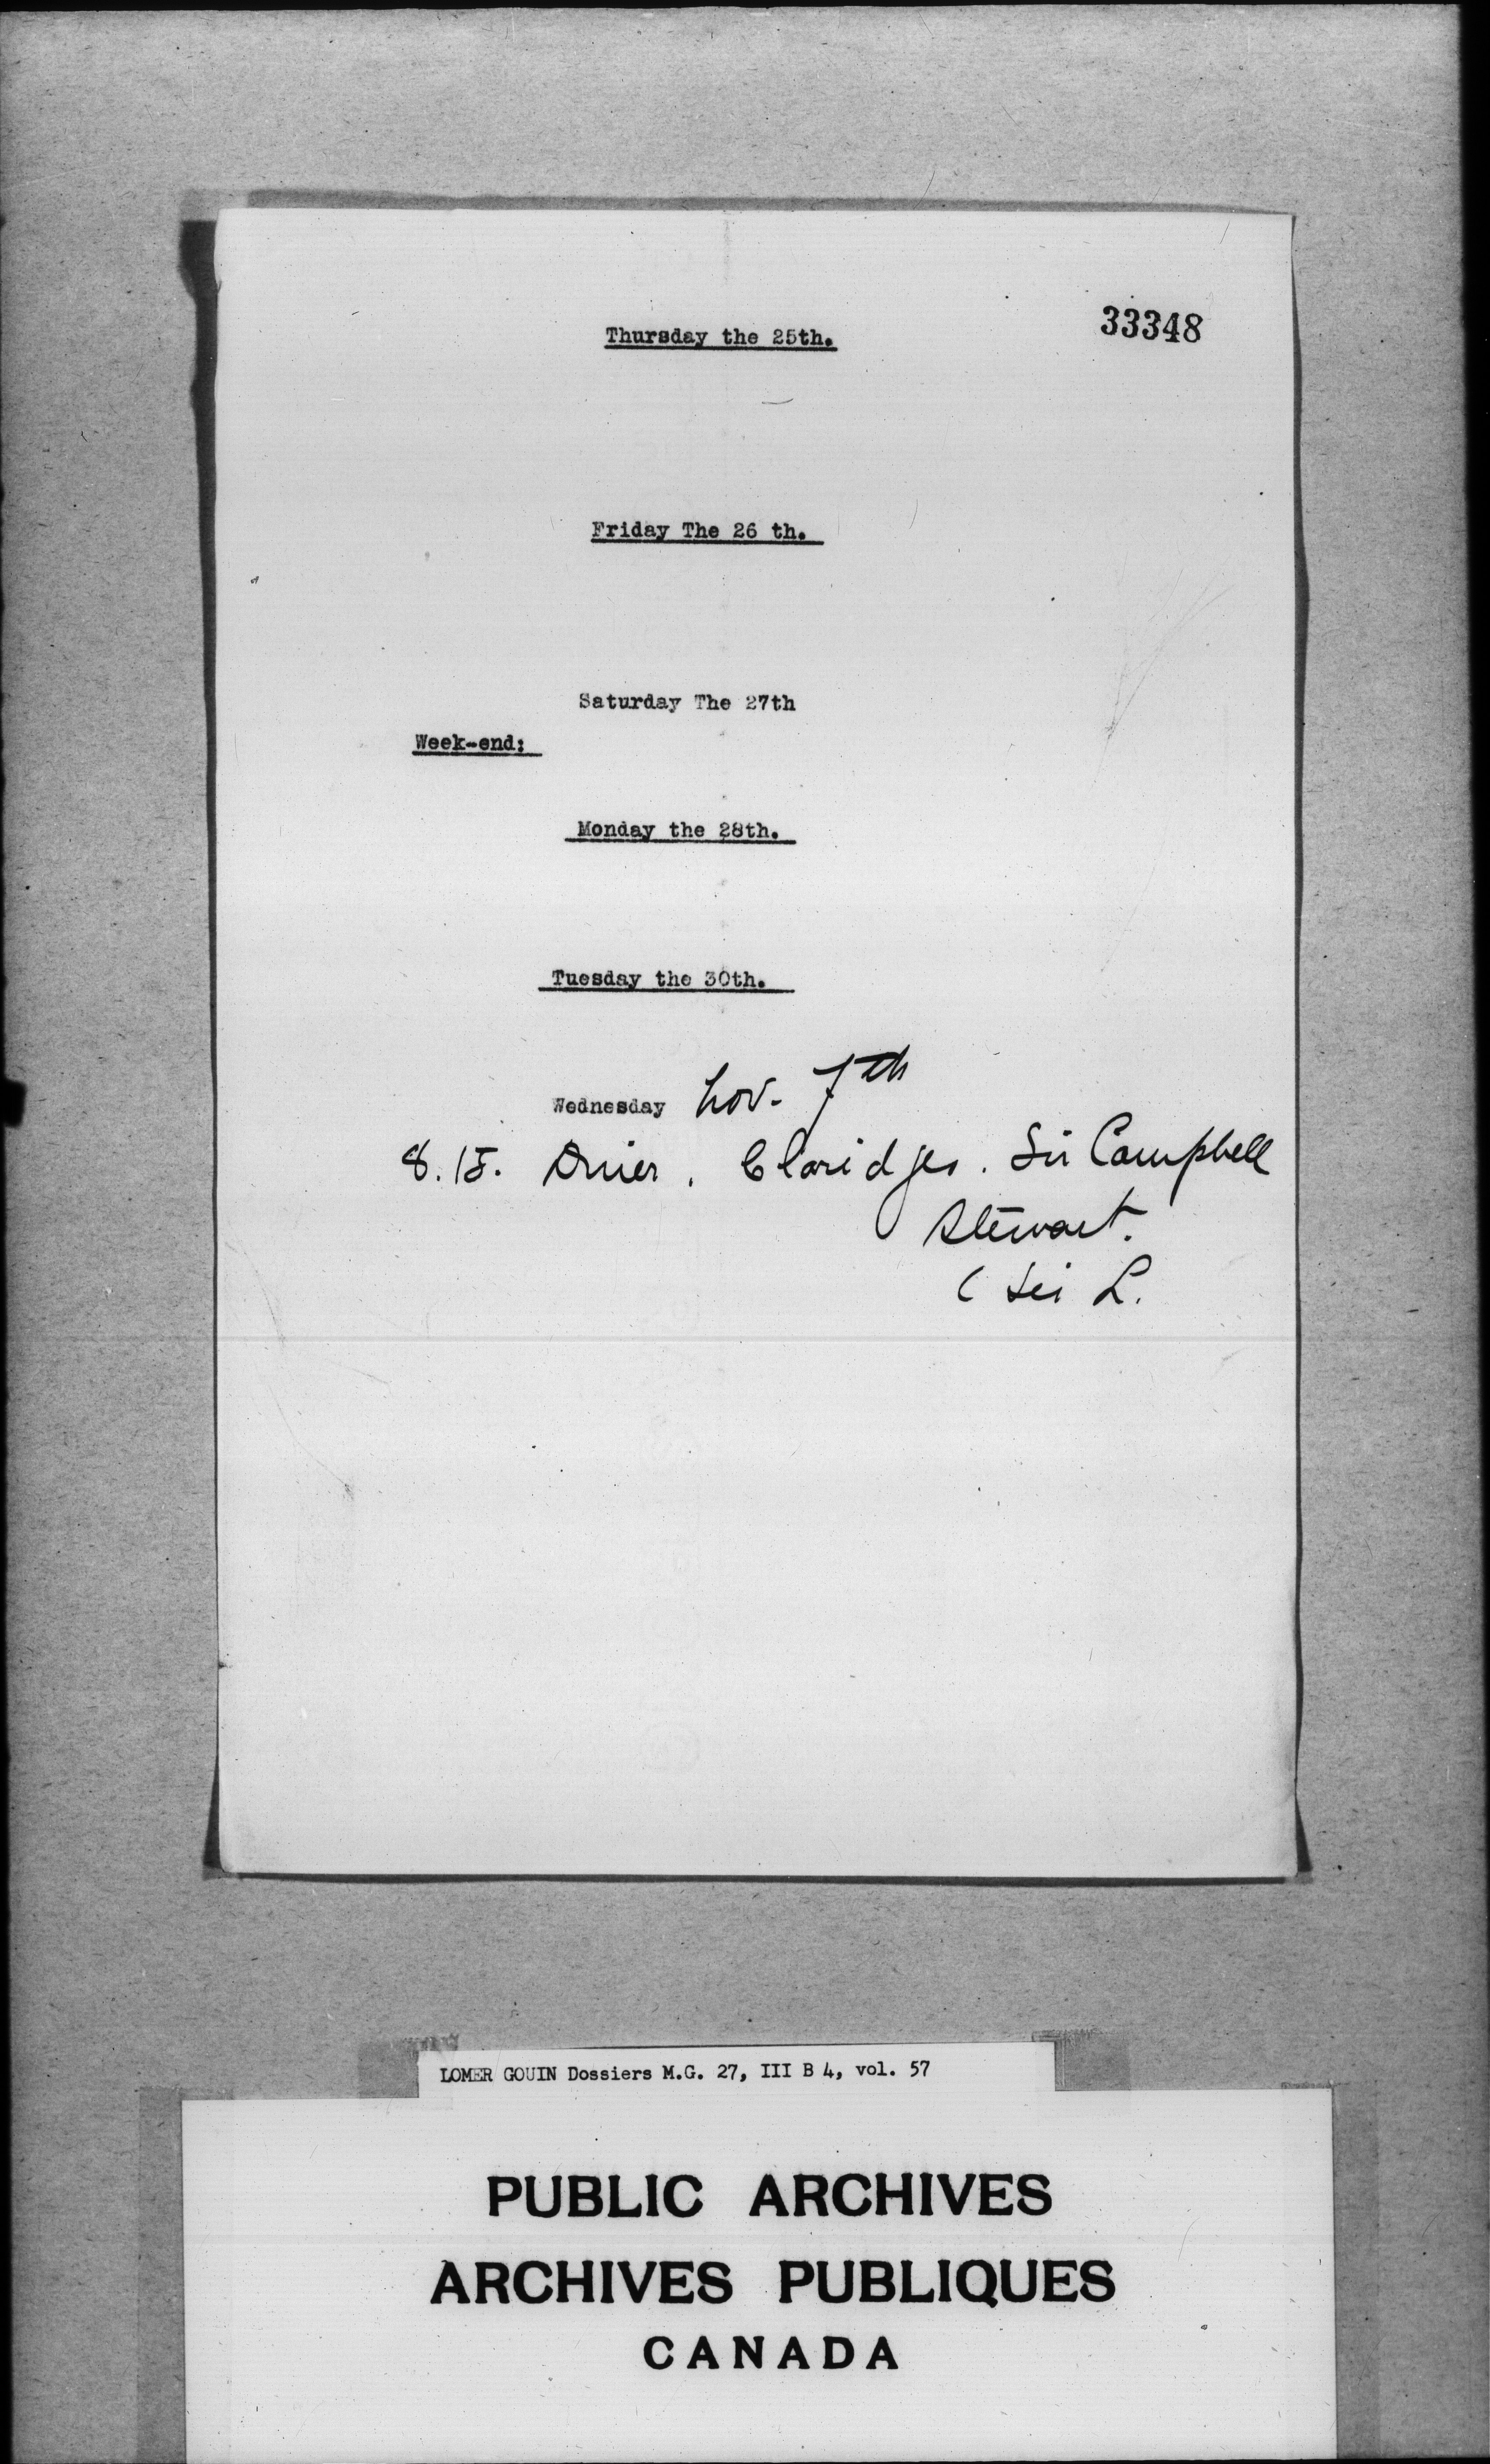 33348
Thursday the 25th.
Friday The 26 th.
Saturday The 27th
Week-end:
Monday the 28th.
Tuesday the 30th.
Wednesday Nov. 7th
8.15. Diner. Claridges. Sir Campbell
Stewart.
( Sir L.
LOMER GOUIN Dossiers M.G. 27, III B 4, vol. 57
PUBLIC ARCHIVES
ARCHIVES PUBLIQUES
CANADA